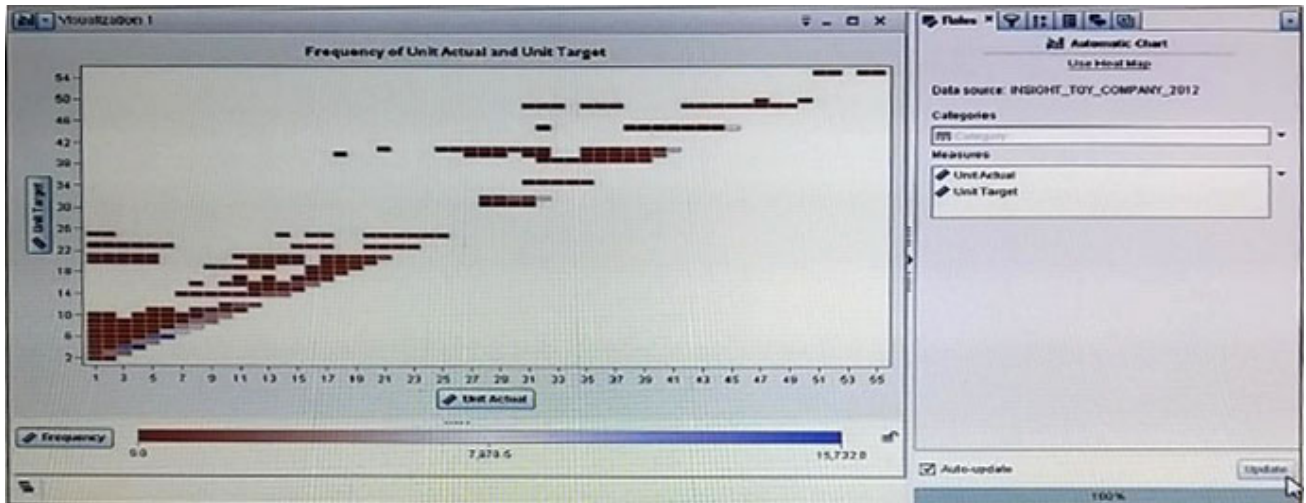 Visualization 1
Frequency of Unit Actual and Unit Target
54
50
46
42
38
34
30
26
22
18
14
10
6
2
Unit Target
1 3 5 7 9 11 13 15 17 19 21 23 25 27 29 31 33 35 37 39 41 43 45 47 49 51 53 55
Unit Actual
Frequency
0.0 7,870.5 15,732.0
Roles
Automatic Chart
Use Heat Map
Data source: INSIGHT_TOY_COMPANY_2012
Categories
Category
Measures
Unit Actual
Unit Target
Auto-update
Update
100%